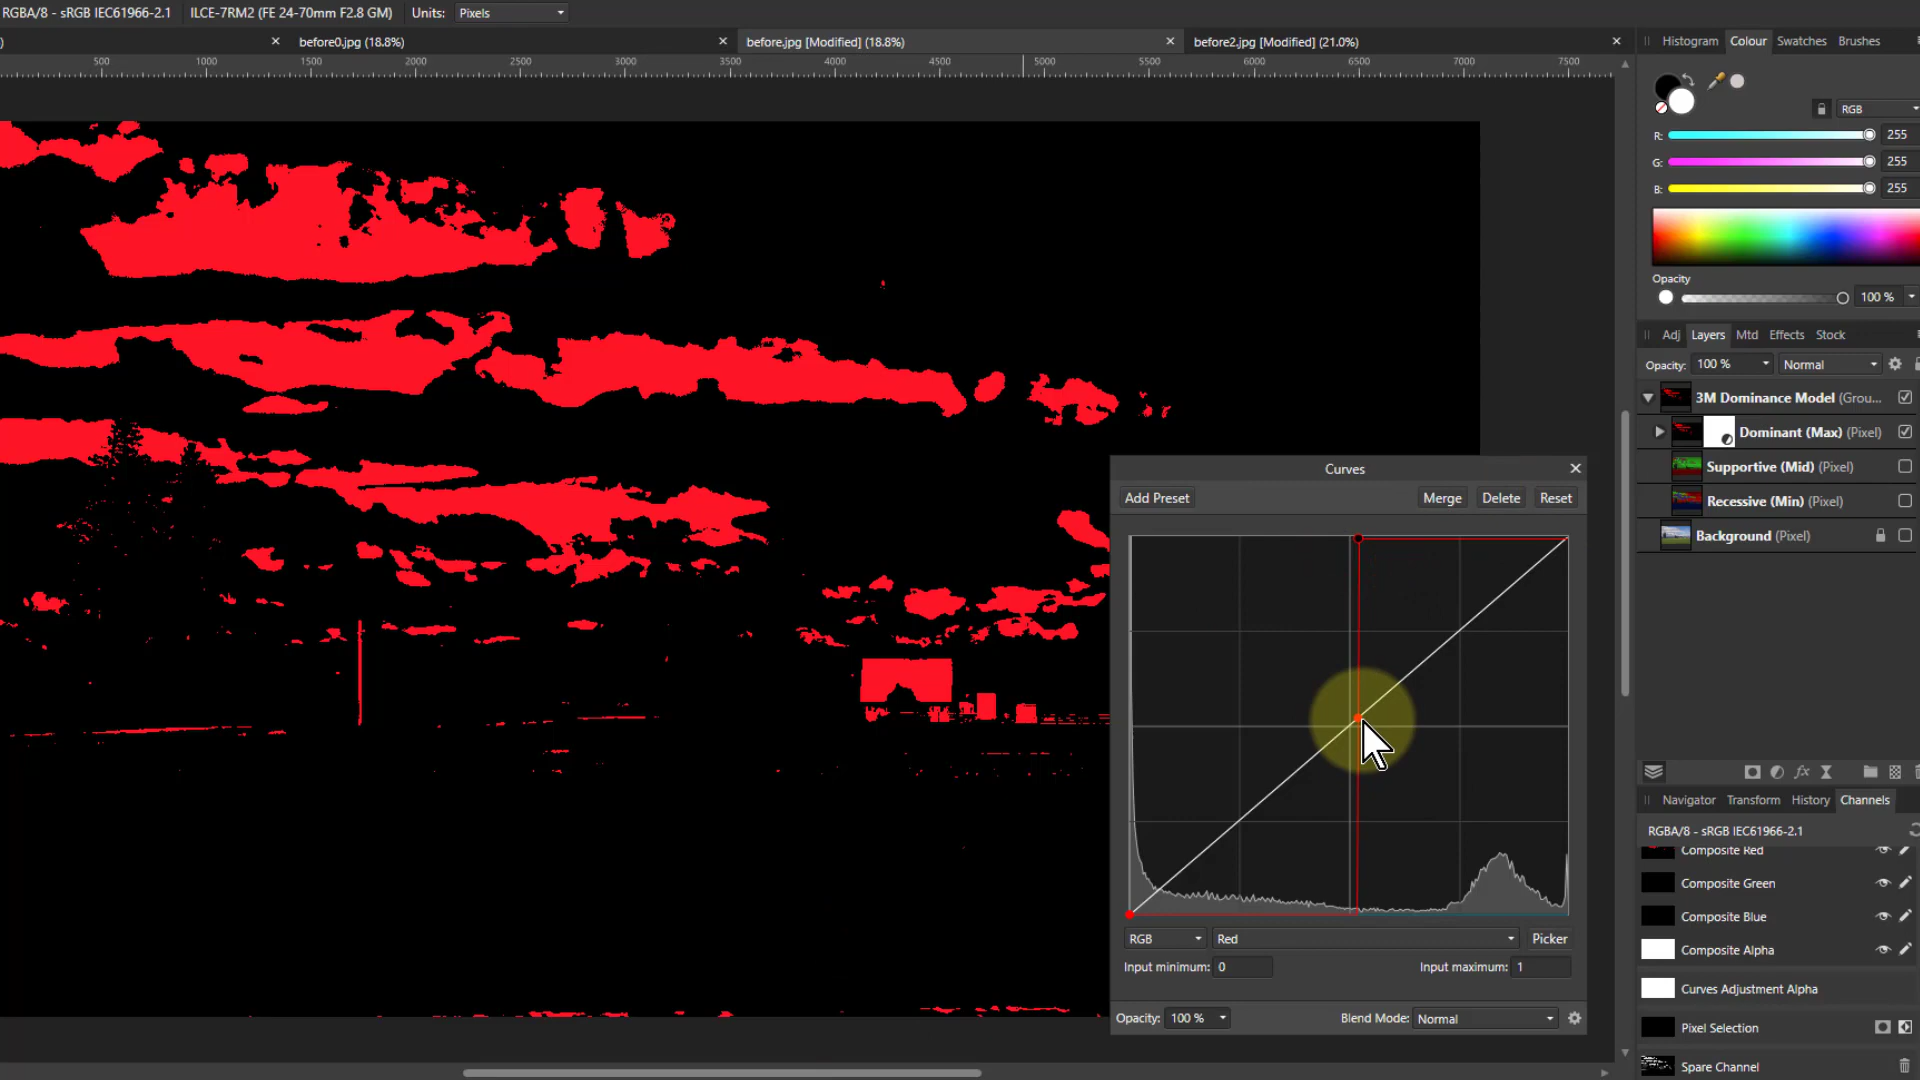 RGBA/8 - sRGB IEC61966-2.1 ILCE-7RM2 (FE 24-70mm F2.8 GM) Units: Pixels
) before0.jpg (18.8%) before.jpg [Modified] (18.8%) before2.jpg [Modified] (21.0%)
Histogram Colour Swatches Brushes
500 1000 1500 2000 2500 3000 3500 4000 4500 5000 5500 6000 6500 7000 7500
RGB
R: 255
G: 255
B: 255
Opacity
100 %
Adj Layers Mtd Effects Stock
Opacity: 100 % Normal
3M Dominance Model (Grou...
Dominant (Max) (Pixel)
Supportive (Mid) (Pixel)
Recessive (Min) (Pixel)
Background (Pixel)
Curves
Add Preset Merge Delete Reset
RGB Red Picker
Input minimum: 0 Input maximum: 1
Opacity: 100 % Blend Mode: Normal
fx
Navigator Transform History Channels
RGBA/8 - sRGB IEC61966-2.1
Composite Red
Composite Green
Composite Blue
Composite Alpha
Curves Adjustment Alpha
Pixel Selection
Spare Channel